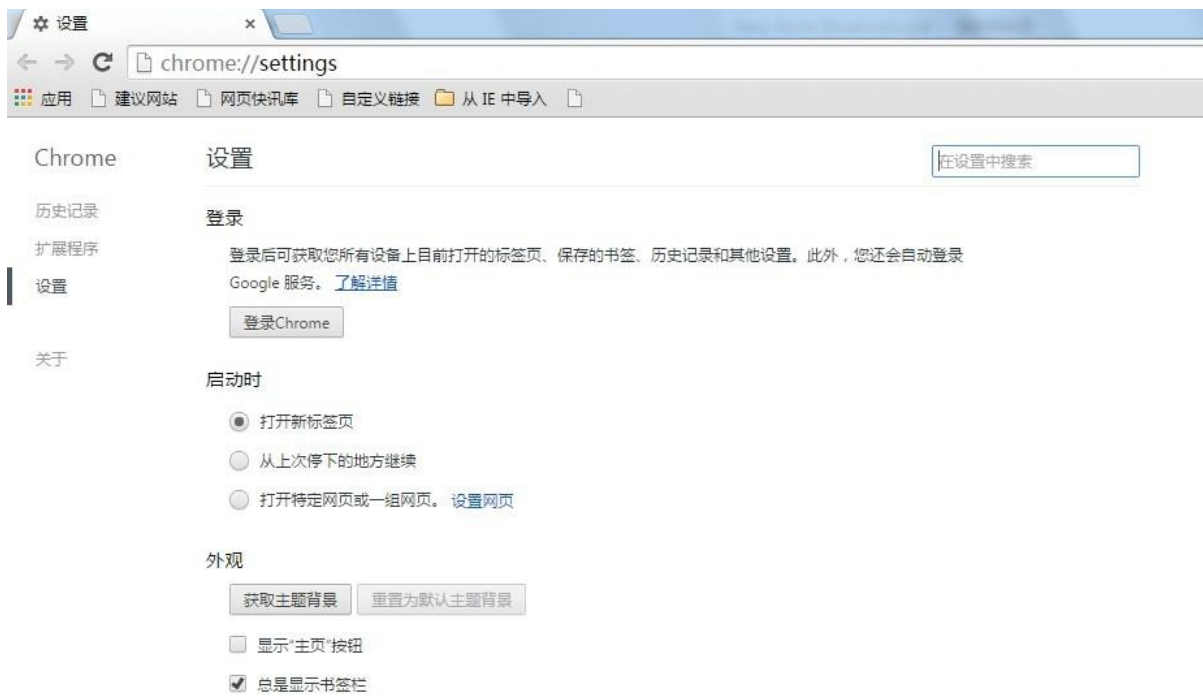 设置
chrome://settings
应用 建议网站 网页快讯库 自定义链接 从 IE 中导入
Chrome
设置
在设置中搜索
历史记录
扩展程序
设置
关于
登录
登录后可获取您所有设备上目前打开的标签页、保存的书签、历史记录和其他设置。此外，您还会自动登录
Google 服务。 了解详情
登录Chrome
启动时
打开新标签页
从上次停下的地方继续
打开特定网页或一组网页。 设置网页
外观
获取主题背景 重置为默认主题背景
显示“主页”按钮
总是显示书签栏